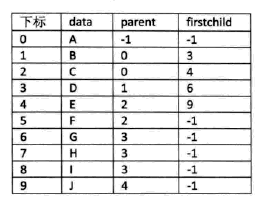 下标 data parent firstchild
0 A -1 -1
1 B 0 3
2 C 0 4
3 D 1 6
4 E 2 9
5 F 2 -1
6 G 3 -1
7 H 3 -1
8 I 3 -1
9 J 4 -1